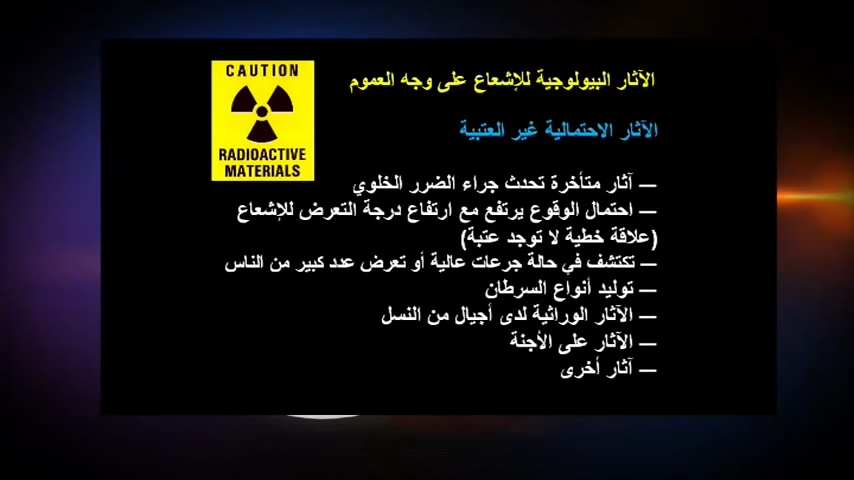 الآثار البيولوجية للإشعاع على وجه العموم
الآثار الاحتمالية غير العتبية
CAUTION
RADIOACTIVE
MATERIALS
— آثار متأخرة تحدث جراء الضرر الخلوي
— احتمال الوقوع يرتفع مع ارتفاع درجة التعرض للإشعاع
(علاقة خطية لا توجد عتبة)
— تكتشف في حالة جرعات عالية أو تعرض عدد كبير من الناس
— توليد أنواع السرطان
— الآثار الوراثية لدى أجيال من النسل
— الآثار على الأجنة
— آثار أخرى